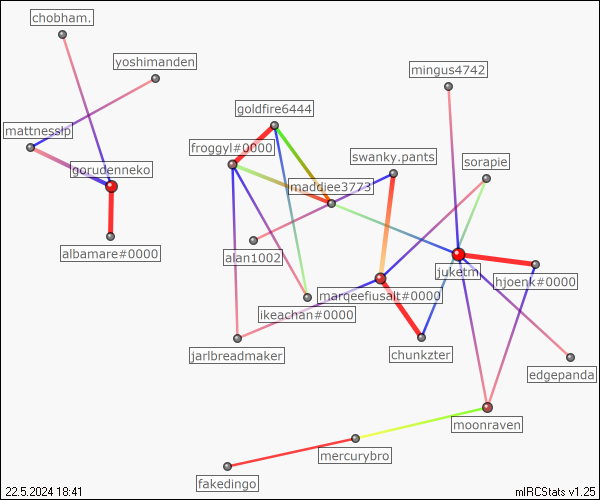 chobham.
yoshimanden
mingus4742
goldfire6444
mattnesslp
froggyl#0000
swanky.pants
sorapie
gorudenneko
maddiee3773
albamare#0000
alan1002
juketm
hjoenk#0000
marqeefiusalt#0000
ikeachan#0000
jarlbreadmaker
chunkzter
edgepanda
moonraven
mercurybro
fakedingo
22.5.2024 18:41
mIRCStats v1.25